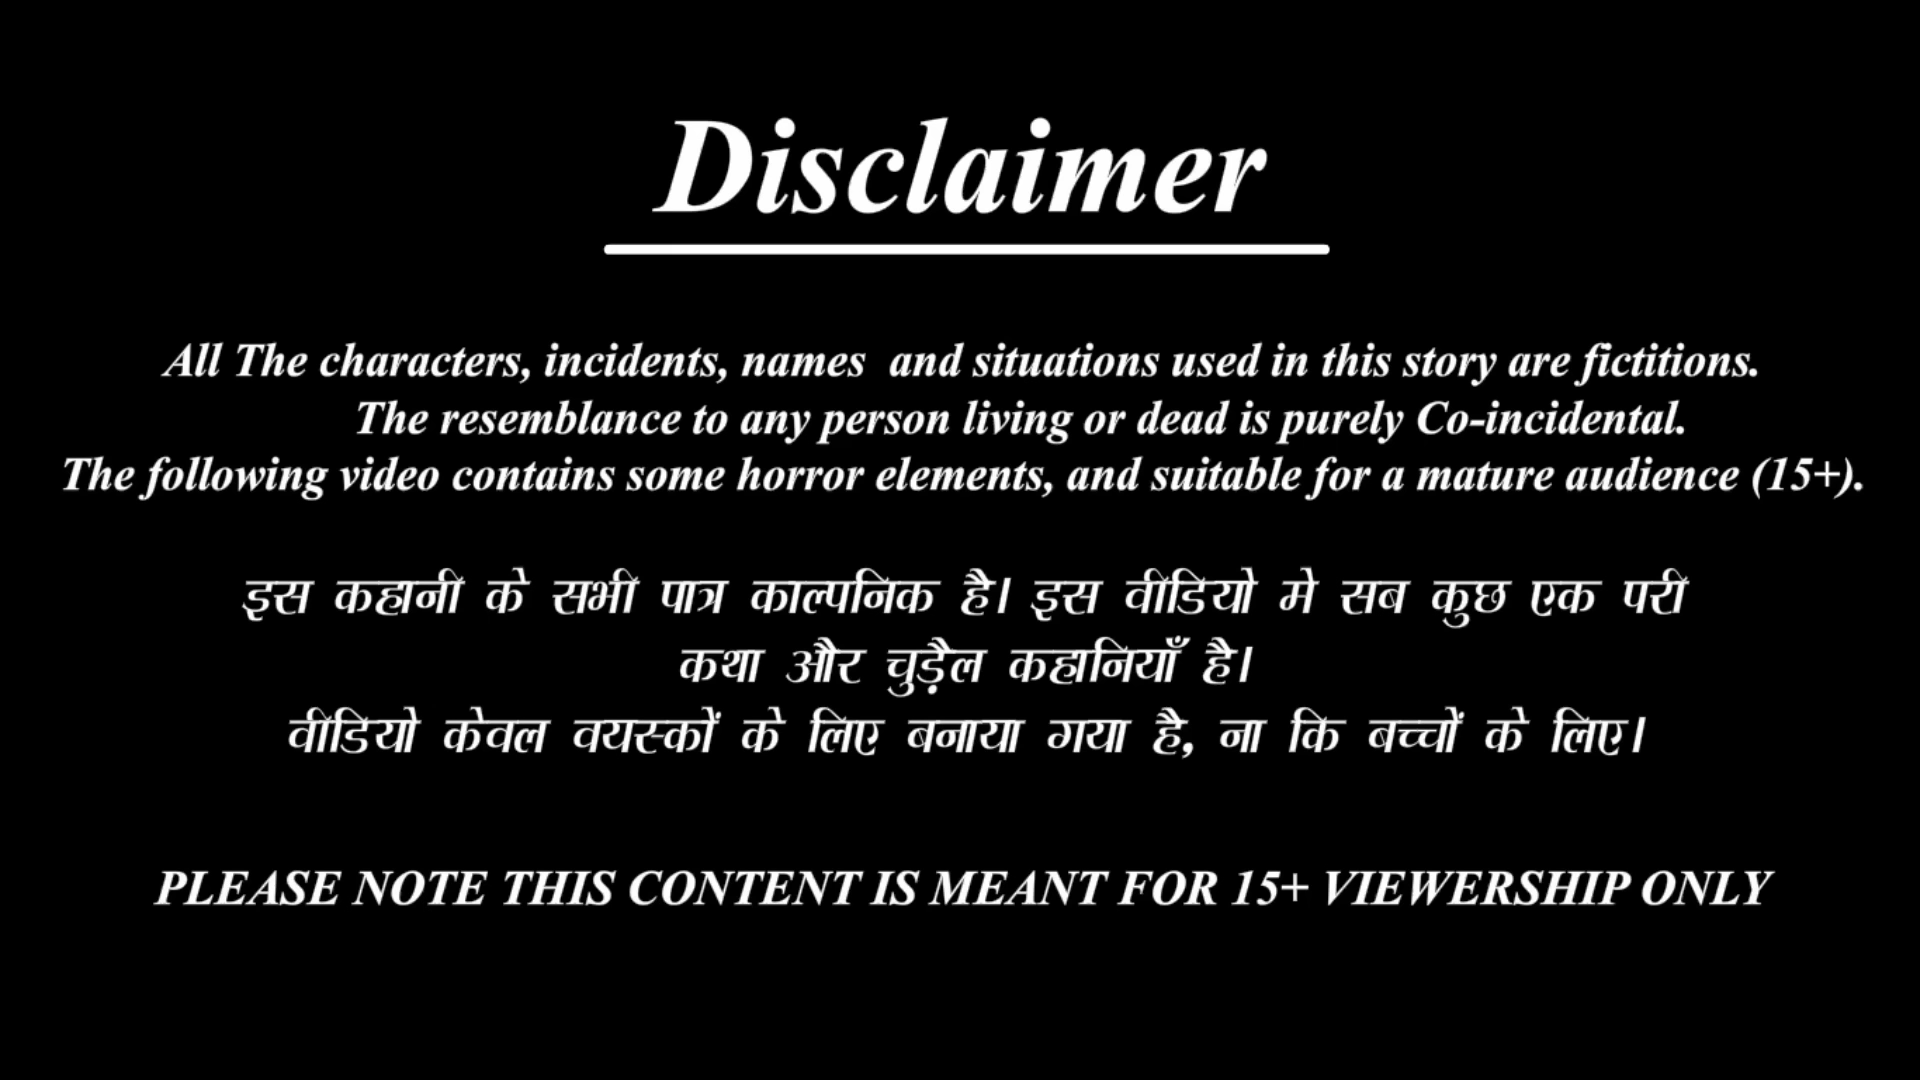 Disclaimer
All The characters, incidents, names and situations used in this story are fictitions.
The resemblance to any person living or dead is purely Co-incidental.
The following video contains some horror elements, and suitable for a mature audience (15+).
इस कहानी के सभी पात्र काल्पनिक है। इस वीडियो मे सब कुछ एक परी
कथा और चुड़ैल कहानियाँ है।
वीडियो केवल वयस्कों के लिए बनाया गया है, ना कि बच्चों के लिए।
PLEASE NOTE THIS CONTENT IS MEANT FOR 15+ VIEWERSHIP ONLY